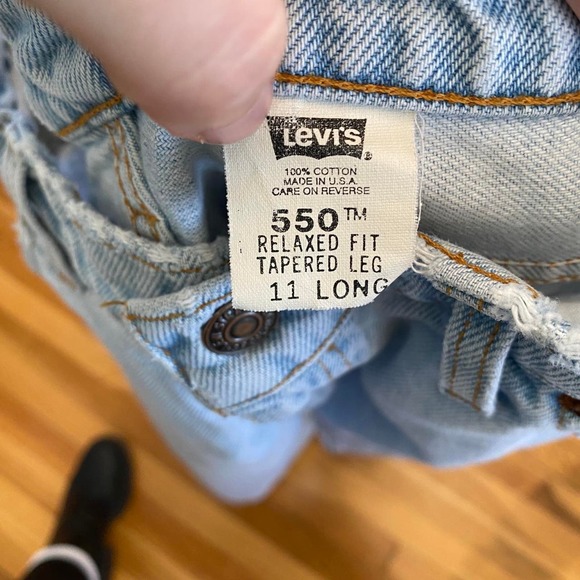 Levi's
100% COTTON
MADE IN U.S.A.
CARE ON REVERSE
550™
RELAXED FIT
TAPERED LEG
11 LONG